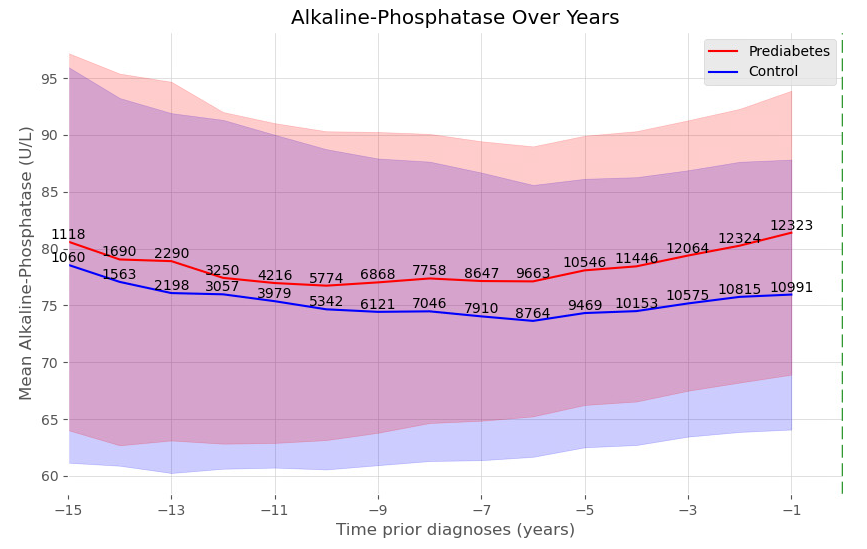 Alkaline-Phosphatase Over Years
Prediabetes
Control
Mean Alkaline-Phosphatase (U/L)
95
90
85
80
75
70
65
60
1118 1690 2290 3250 4216 5774 6868 7758 8647 9663 10546 11446 12064 12324 12323
1060 1563 2198 3057 3979 5342 6121 7046 7910 8764 9469 10153 10575 10815 10991
−15 −13 −11 −9 −7 −5 −3 −1
Time prior diagnoses (years)